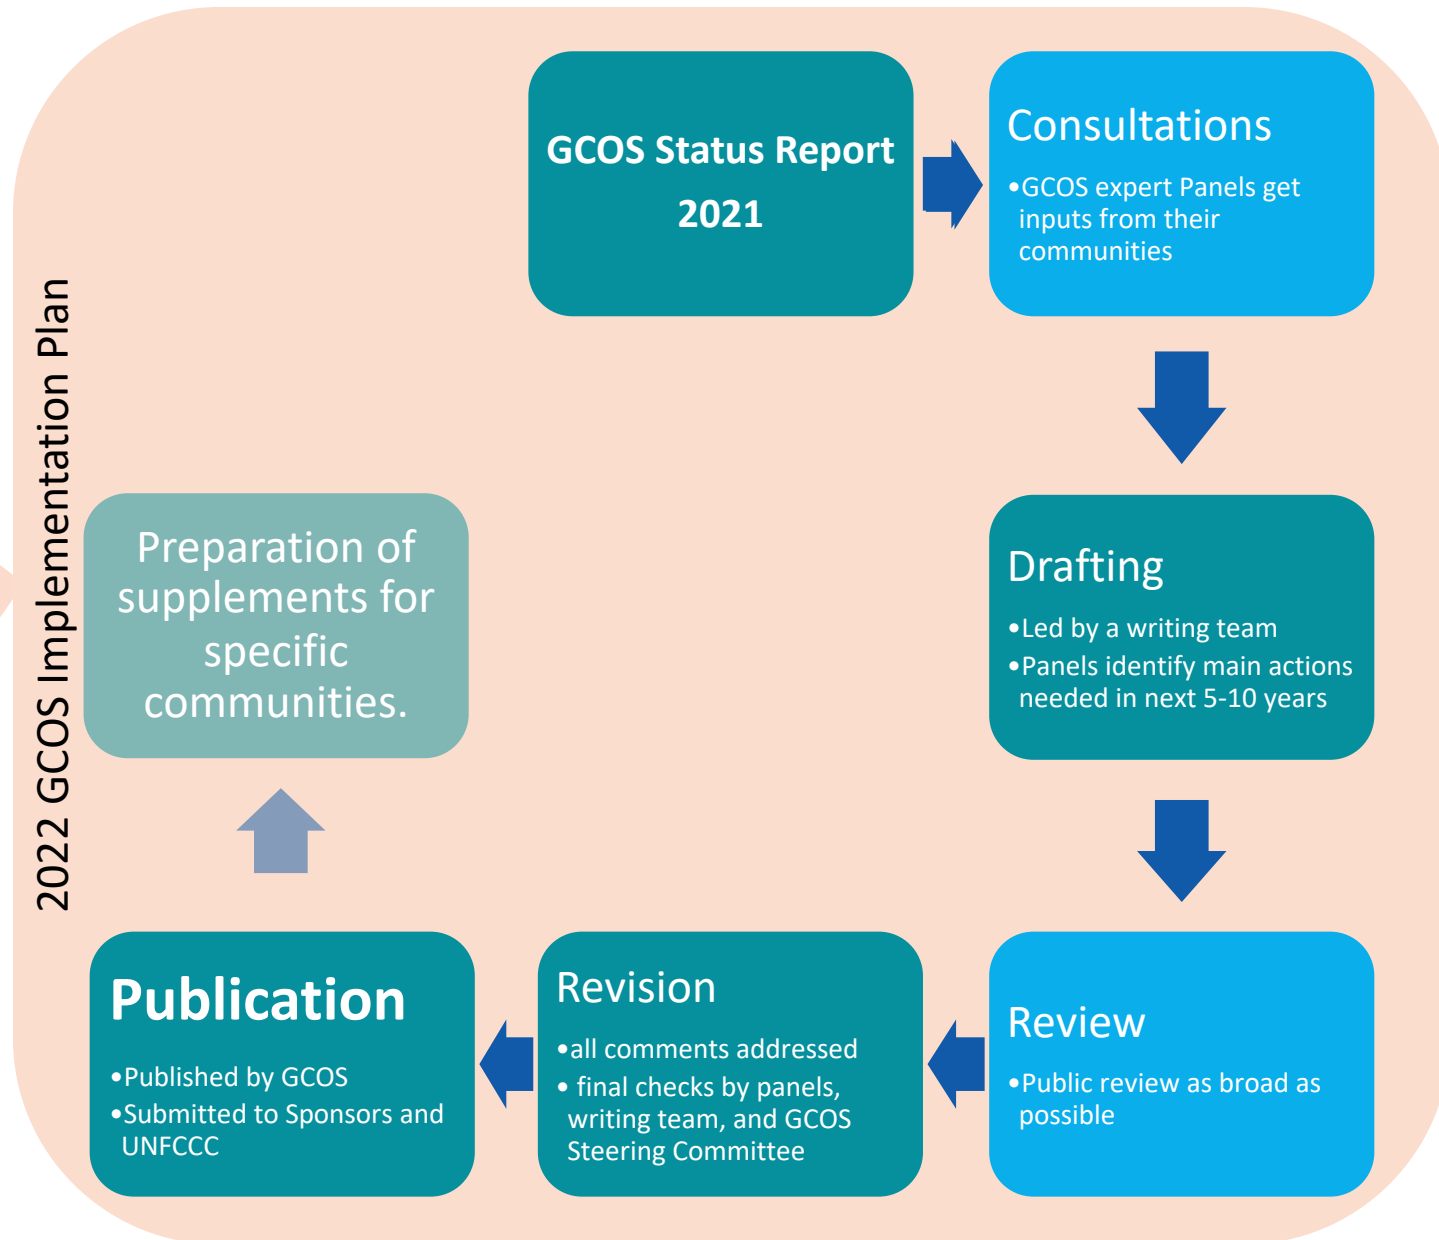 2022 GCOS Implementation Plan
GCOS Status Report
2021
Consultations
•GCOS expert Panels get
inputs from their
communities
Drafting
•Led by a writing team
•Panels identify main actions
needed in next 5-10 years
Review
•Public review as broad as
possible
Revision
•all comments addressed
• final checks by panels,
writing team, and GCOS
Steering Committee
Publication
•Published by GCOS
•Submitted to Sponsors and
UNFCCC
Preparation of
supplements for
specific
communities.